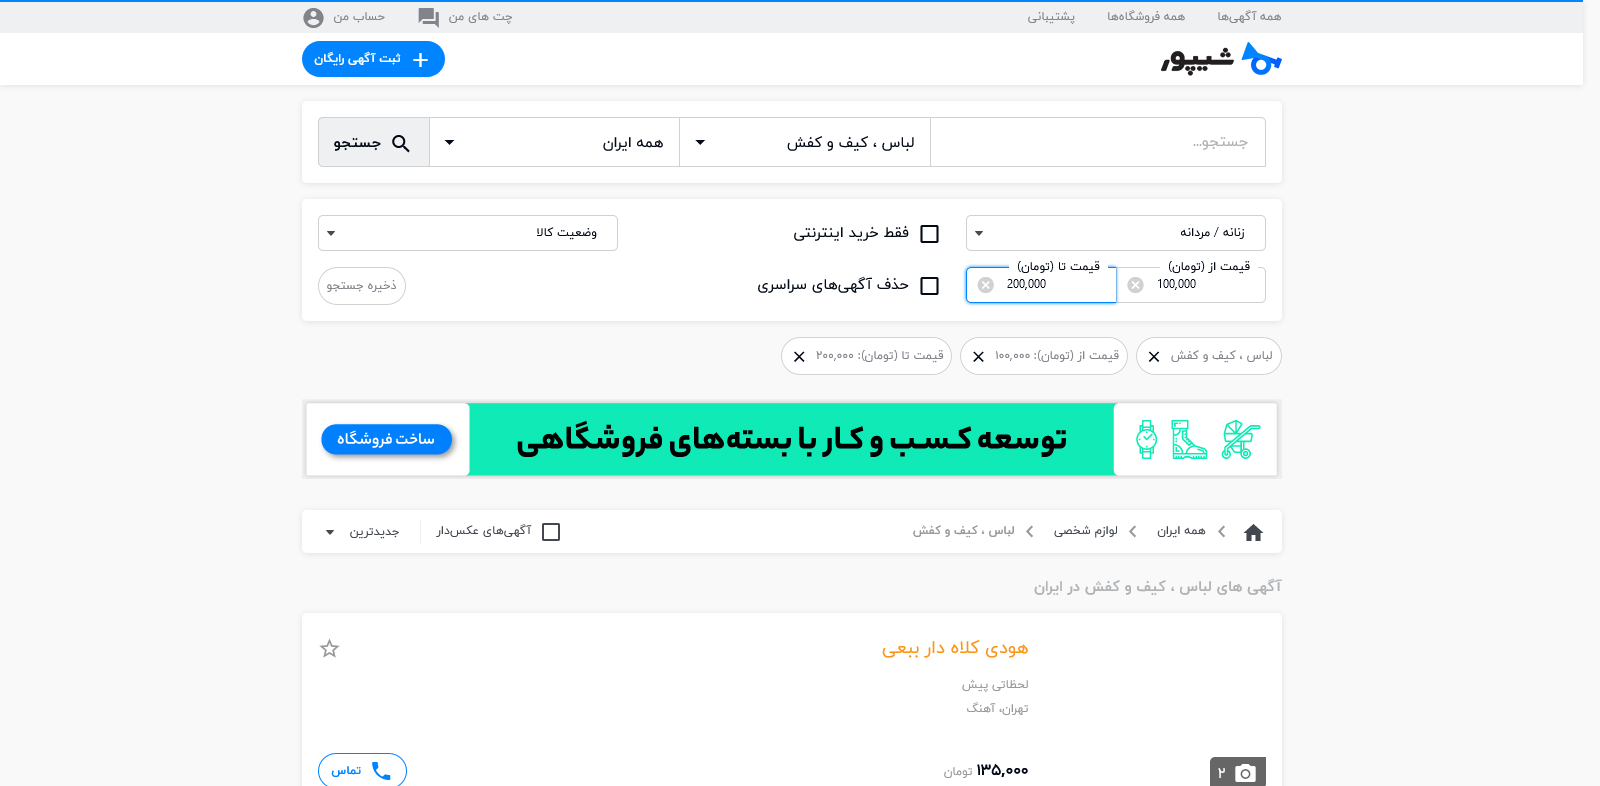 همه آگهی‌ها همه فروشگاه‌ها پشتیبانی چت های من حساب من
شیپور ثبت آگهی رایگان
جستجو... لباس ، کیف و کفش همه ایران جستجو
زنانه / مردانه فقط خرید اینترنتی وضعیت کالا
قیمت از (تومان) قیمت تا (تومان)
100,000 200,000 حذف آگهی‌های سراسری ذخیره جستجو
لباس ، کیف و کفش قیمت از (تومان): ۱۰۰,۰۰۰ قیمت تا (تومان): ۲۰۰,۰۰۰
توسعه کسب و کار با بسته‌های فروشگاهی ساخت فروشگاه
همه ایران لوازم شخصی لباس ، کیف و کفش آگهی‌های عکس‌دار جدیدترین
آگهی های لباس ، کیف و کفش در ایران
هودی کلاه دار ببعی
لحظاتی پیش
تهران، آهنگ
۲ ۱۳۵,۰۰۰ تومان تماس